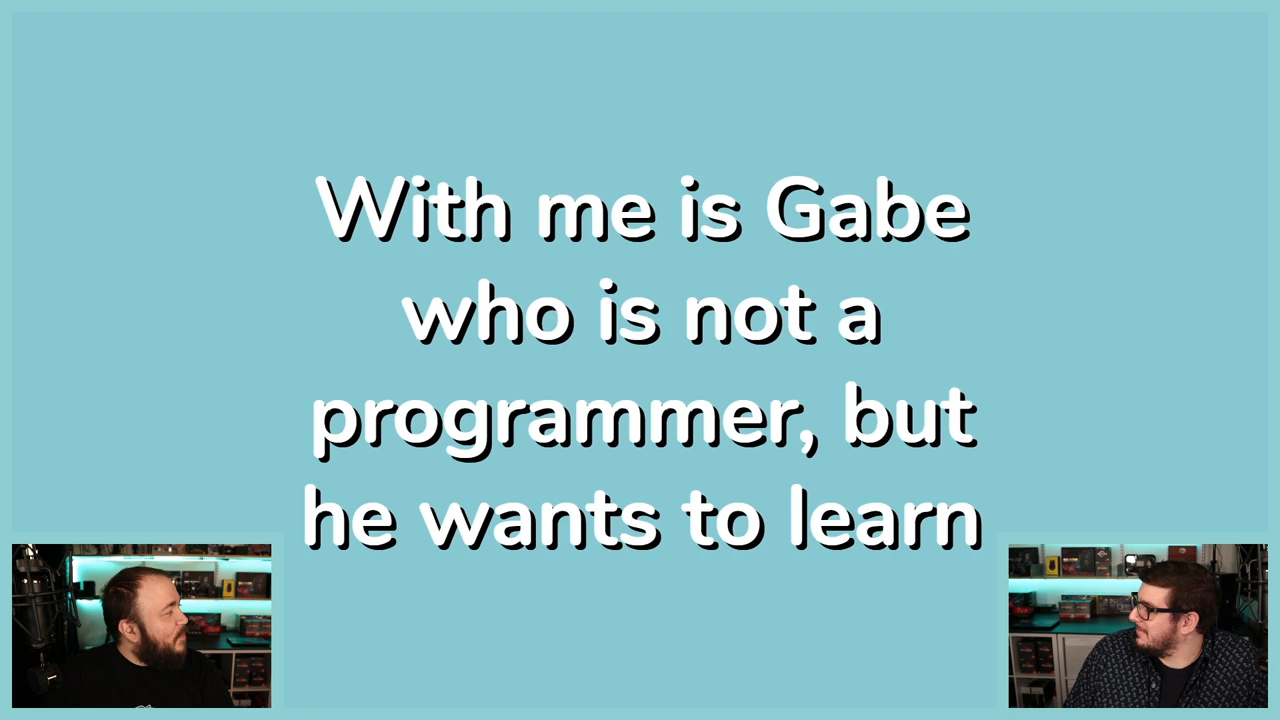 With me is Gabe
who is not a
programmer, but
he wants to learn